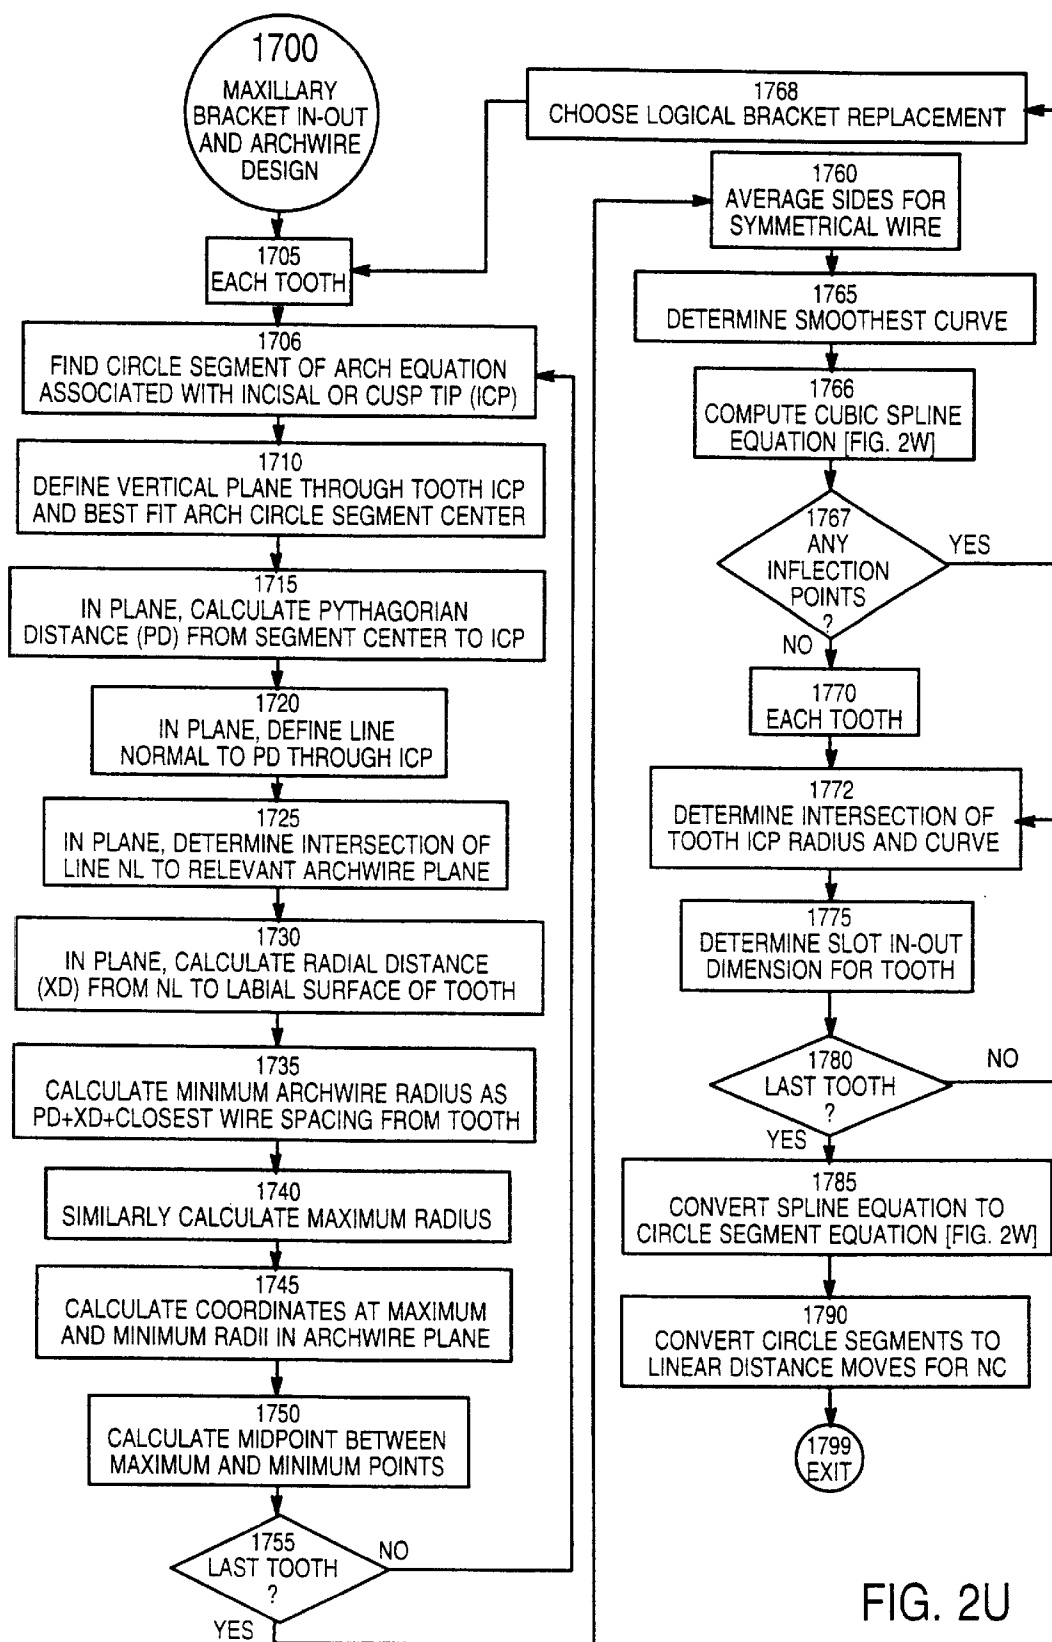 1700
MAXILLARY
BRACKET IN-OUT
AND ARCHWIRE
DESIGN
1705
EACH TOOTH
1706
FIND CIRCLE SEGMENT OF ARCH EQUATION
ASSOCIATED WITH INCISAL OR CUSP TIP (ICP)
1710
DEFINE VERTICAL PLANE THROUGH TOOTH ICP
AND BEST FIT ARCH CIRCLE SEGMENT CENTER
1715
IN PLANE, CALCULATE PYTHAGORIAN
DISTANCE (PD) FROM SEGMENT CENTER TO ICP
1720
IN PLANE, DEFINE LINE
NORMAL TO PD THROUGH ICP
1725
IN PLANE, DETERMINE INTERSECTION OF
LINE NL TO RELEVANT ARCHWIRE PLANE
1730
IN PLANE, CALCULATE RADIAL DISTANCE
(XD) FROM NL TO LABIAL SURFACE OF TOOTH
1735
CALCULATE MINIMUM ARCHWIRE RADIUS AS
PD+XD+CLOSEST WIRE SPACING FROM TOOTH
1740
SIMILARLY CALCULATE MAXIMUM RADIUS
1745
CALCULATE COORDINATES AT MAXIMUM
AND MINIMUM RADII IN ARCHWIRE PLANE
1750
CALCULATE MIDPOINT BETWEEN
MAXIMUM AND MINIMUM POINTS
1755
LAST TOOTH
?
NO
YES
1768
CHOOSE LOGICAL BRACKET REPLACEMENT
1760
AVERAGE SIDES FOR
SYMMETRICAL WIRE
1765
DETERMINE SMOOTHEST CURVE
1766
COMPUTE CUBIC SPLINE
EQUATION [FIG. 2W]
1767
ANY
INFLECTION
POINTS
?
YES
NO
1770
EACH TOOTH
1772
DETERMINE INTERSECTION OF
TOOTH ICP RADIUS AND CURVE
1775
DETERMINE SLOT IN-OUT
DIMENSION FOR TOOTH
1780
LAST TOOTH
?
NO
YES
1785
CONVERT SPLINE EQUATION TO
CIRCLE SEGMENT EQUATION [FIG. 2W]
1790
CONVERT CIRCLE SEGMENTS TO
LINEAR DISTANCE MOVES FOR NC
1799
EXIT
FIG. 2U